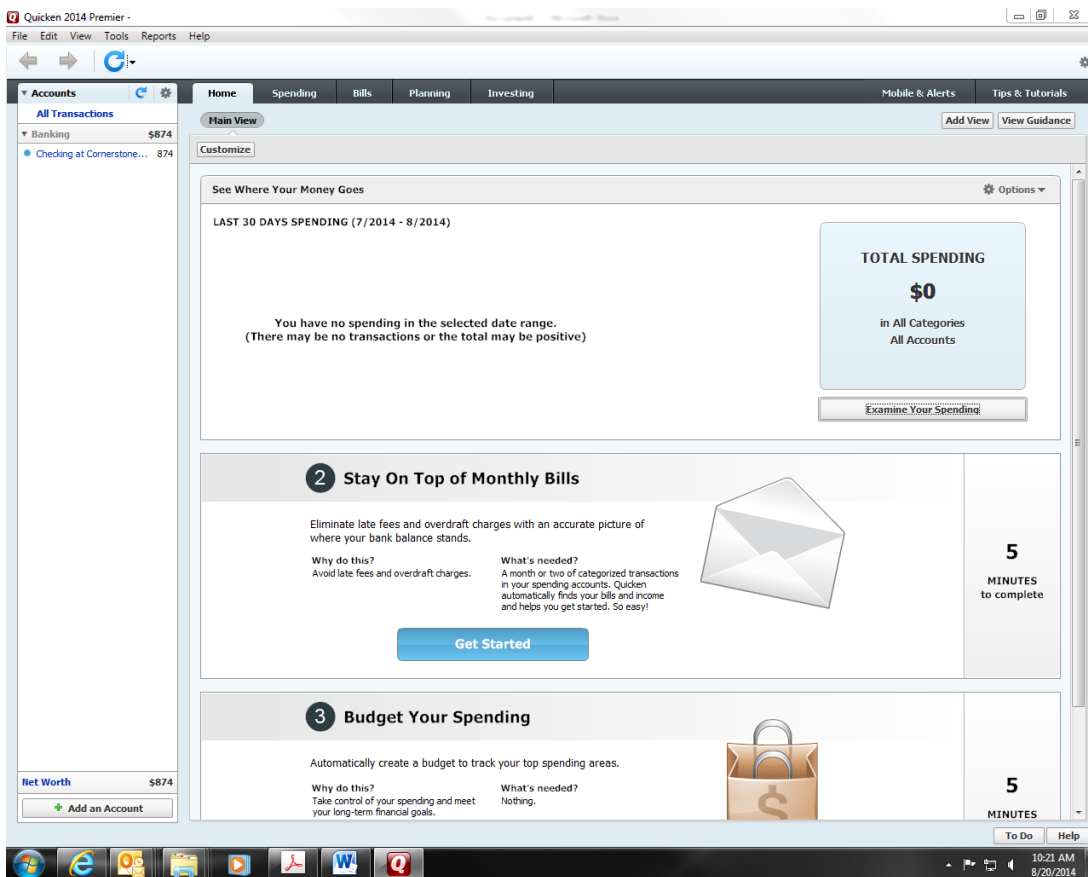 Quicken 2014 Premier -
File Edit View Tools Reports Help
Accounts
All Transactions
Banking $874
Checking at Cornerstone... 874
Net Worth $874
Add an Account
Home Spending Bills Planning Investing Mobile & Alerts Tips & Tutorials
Main View Add View View Guidance
Customize
See Where Your Money Goes Options
LAST 30 DAYS SPENDING (7/2014 - 8/2014)
You have no spending in the selected date range.
(There may be no transactions or the total may be positive)
TOTAL SPENDING
$0
in All Categories
All Accounts
Examine Your Spending
2 Stay On Top of Monthly Bills
Eliminate late fees and overdraft charges with an accurate picture of
where your bank balance stands.
Why do this?
Avoid late fees and overdraft charges.
What's needed?
A month or two of categorized transactions
in your spending accounts. Quicken
automatically finds your bills and income
and helps you get started. So easy!
Get Started
5
MINUTES
to complete
3 Budget Your Spending
Automatically create a budget to track your top spending areas.
Why do this?
Take control of your spending and meet
your long-term financial goals.
What's needed?
Nothing.
5
MINUTES
To Do Help
10:21 AM
8/20/2014